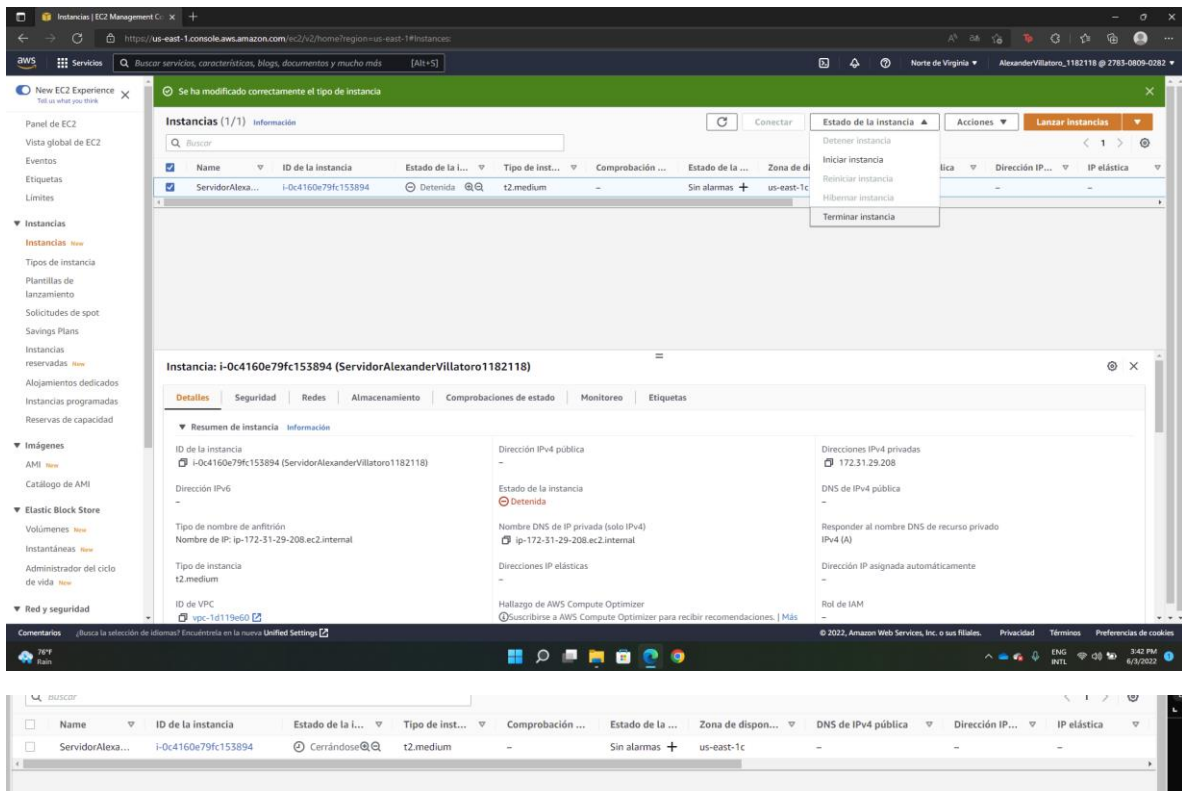 Instancias | EC2 Management Co
https://us-east-1.console.aws.amazon.com/ec2/v2/home?region=us-east-1#Instances:
aws Servicios Buscar servicios, características, blogs, documentos y mucho más [Alt+S] Norte de Virginia AlexanderVillatoro_1182118 @ 2783-0809-0282
New EC2 Experience
Tell us what you think
Panel de EC2
Vista global de EC2
Eventos
Etiquetas
Límites
Instancias
Instancias New
Tipos de instancia
Plantillas de
lanzamiento
Solicitudes de spot
Savings Plans
Instancias
reservadas New
Alojamientos dedicados
Instancias programadas
Reservas de capacidad
Imágenes
AMI New
Catálogo de AMI
Elastic Block Store
Volúmenes New
Instantáneas New
Administrador del ciclo
de vida New
Red y seguridad
Se ha modificado correctamente el tipo de instancia
Instancias (1/1) Información Conectar Estado de la instancia Acciones Lanzar instancias
Buscar 1
Detener instancia
Iniciar instancia
Reiniciar instancia
Hibernar instancia
Terminar instancia
Name ID de la instancia Estado de la i... Tipo de inst... Comprobación ... Estado de la ... Zona de di lica Dirección IP... IP elástica
ServidorAlexa... i-0c4160e79fc153894 Detenida t2.medium – Sin alarmas + us-east-1c – –
Instancia: i-0c4160e79fc153894 (ServidorAlexanderVillatoro1182118)
Detalles Seguridad Redes Almacenamiento Comprobaciones de estado Monitoreo Etiquetas
Resumen de instancia Información
ID de la instancia
i-0c4160e79fc153894 (ServidorAlexanderVillatoro1182118)
Dirección IPv4 pública
–
Direcciones IPv4 privadas
172.31.29.208
Dirección IPv6
–
Estado de la instancia
Detenida
DNS de IPv4 pública
–
Tipo de nombre de anfitrión
Nombre de IP: ip-172-31-29-208.ec2.internal
Nombre DNS de IP privada (solo IPv4)
ip-172-31-29-208.ec2.internal
Responder al nombre DNS de recurso privado
IPv4 (A)
Tipo de instancia
t2.medium
Direcciones IP elásticas
–
Dirección IP asignada automáticamente
–
ID de VPC
vpc-1d119e60
Hallazgo de AWS Compute Optimizer
Suscribirse a AWS Compute Optimizer para recibir recomendaciones. | Más
Rol de IAM
–
Comentarios ¿Busca la selección de idiomas? Encuéntrela en la nueva Unified Settings © 2022, Amazon Web Services, Inc. o sus filiales. Privacidad Términos Preferencias de cookies
76°F
Rain
ENG
INTL
3:42 PM
6/3/2022
Buscar 1
Name ID de la instancia Estado de la i... Tipo de inst... Comprobación ... Estado de la ... Zona de dispon... DNS de IPv4 pública Dirección IP... IP elástica
ServidorAlexa... i-0c4160e79fc153894 Cerrándose t2.medium – Sin alarmas + us-east-1c – – –